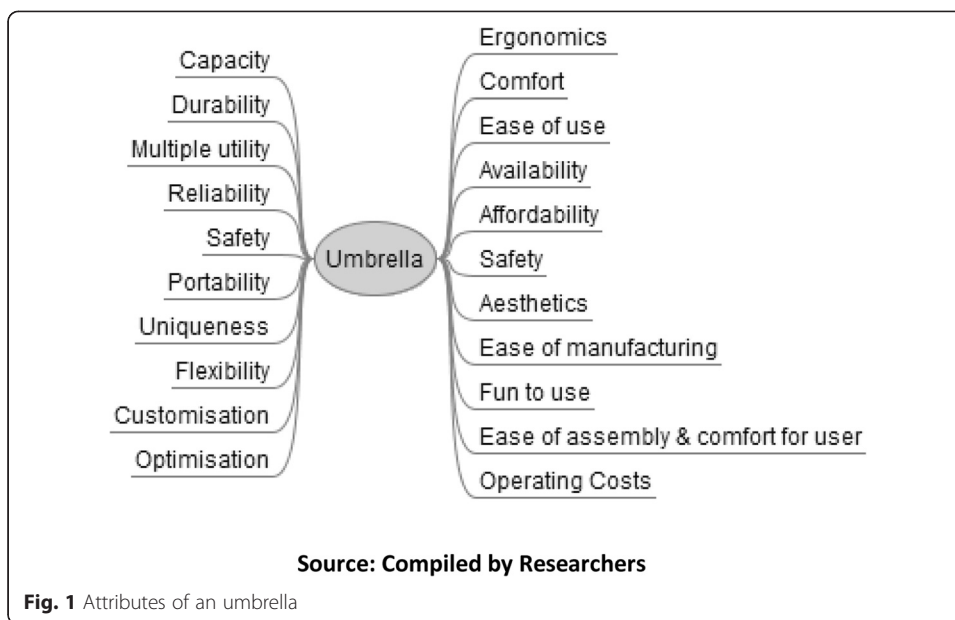 Capacity
Durability
Multiple utility
Reliability
Safety
Portability
Uniqueness
Flexibility
Customisation
Optimisation
Umbrella
Ergonomics
Comfort
Ease of use
Availability
Affordability
Safety
Aesthetics
Ease of manufacturing
Fun to use
Ease of assembly & comfort for user
Operating Costs
Source: Compiled by Researchers
Fig. 1 Attributes of an umbrella